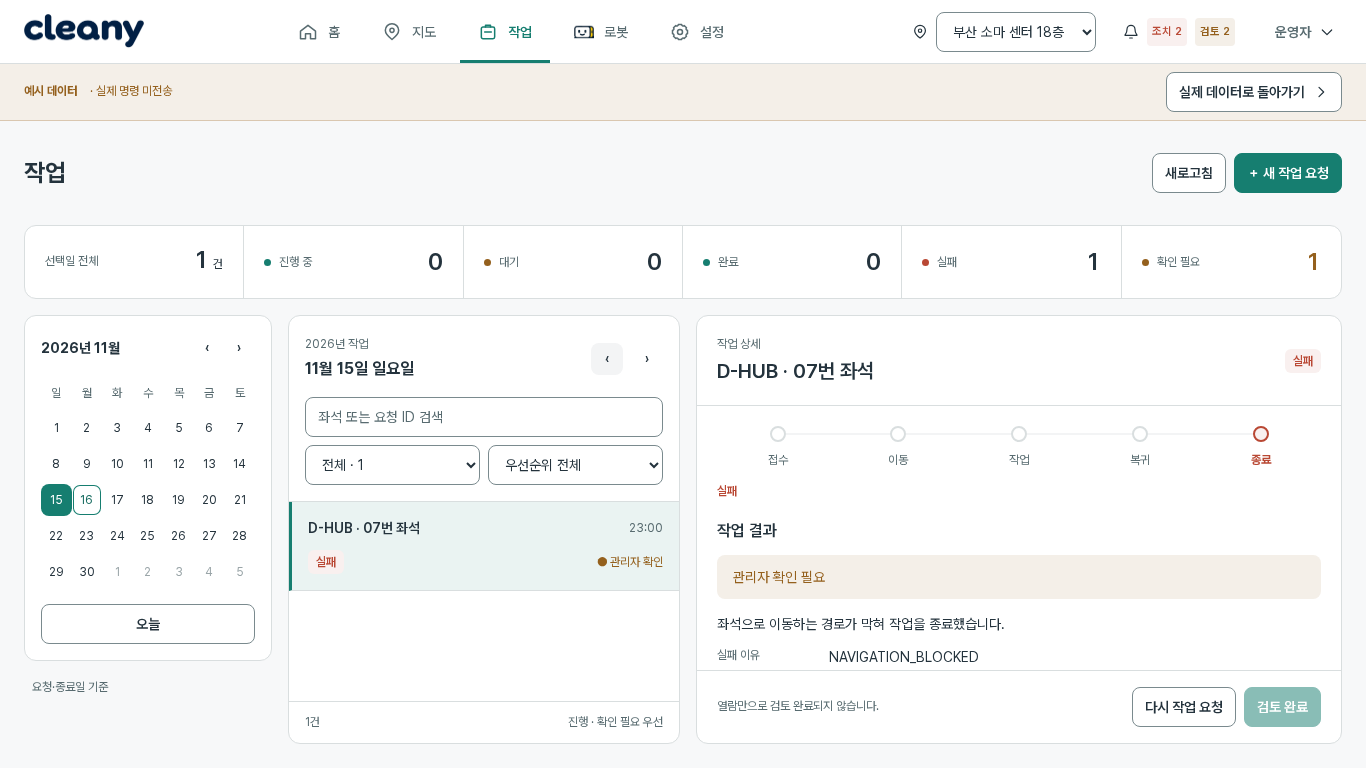 cleany
홈 지도 작업 로봇 설정
부산 소마 센터 18층
조치 2 검토 2
운영자
예시 데이터 · 실제 명령 미전송
실제 데이터로 돌아가기
작업
새로고침
+ 새 작업 요청
선택일 전체 1 건
진행 중 0
대기 0
완료 0
실패 1
확인 필요 1
2026년 11월 ‹ ›
일 월 화 수 목 금 토
1 2 3 4 5 6 7
8 9 10 11 12 13 14
15 16 17 18 19 20 21
22 23 24 25 26 27 28
29 30 1 2 3 4 5
오늘
요청·종료일 기준
2026년 작업
11월 15일 일요일
‹ ›
좌석 또는 요청 ID 검색
전체 · 1 우선순위 전체
D-HUB · 07번 좌석 23:00
실패 관리자 확인
1건 진행 · 확인 필요 우선
작업 상세
D-HUB · 07번 좌석
실패
접수 이동 작업 복귀 종료
실패
작업 결과
관리자 확인 필요
좌석으로 이동하는 경로가 막혀 작업을 종료했습니다.
실패 이유 NAVIGATION_BLOCKED
열람만으로 검토 완료되지 않습니다.
다시 작업 요청 검토 완료